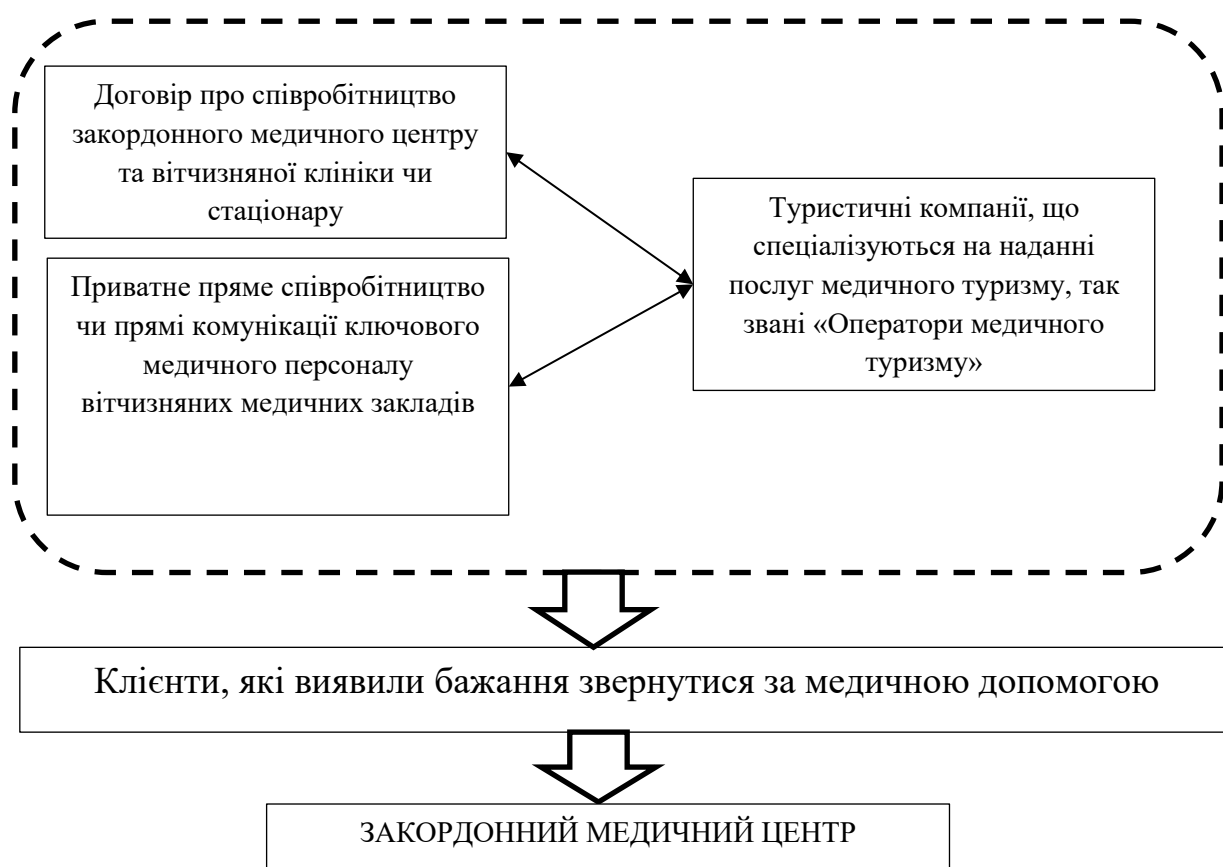 Договір про співробітництво
закордонного медичного центру
та вітчизняної клініки чи
стаціонару
Приватне пряме співробітництво
чи прямі комунікації ключового
медичного персоналу
вітчизняних медичних закладів
Туристичні компанії, що
спеціалізуються на наданні
послуг медичного туризму, так
звані «Оператори медичного
туризму»
Клієнти, які виявили бажання звернутися за медичною допомогою
ЗАКОРДОННИЙ МЕДИЧНИЙ ЦЕНТР